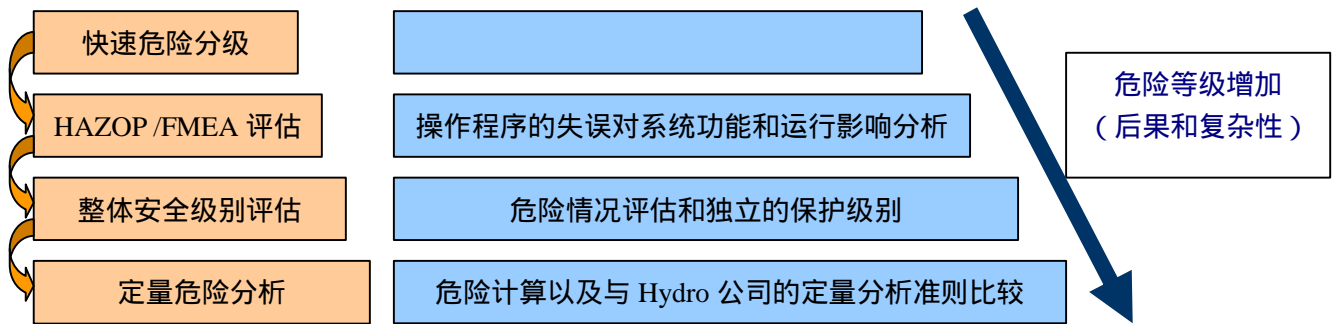 快速危险分级
HAZOP /FMEA 评估
操作程序的失误对系统功能和运行影响分析
整体安全级别评估
危险情况评估和独立的保护级别
定量危险分析
危险计算以及与 Hydro 公司的定量分析准则比较
危险等级增加
（后果和复杂性）